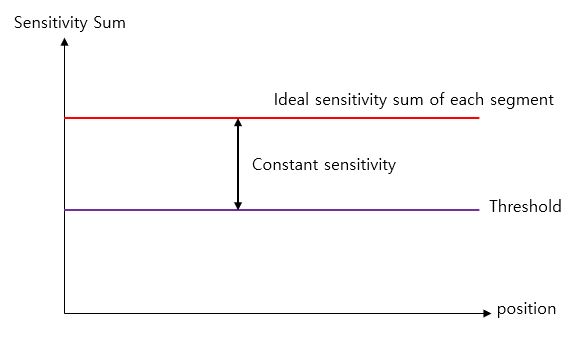 Sensitivity Sum
Ideal sensitivity sum of each segment
Constant sensitivity
Threshold
position